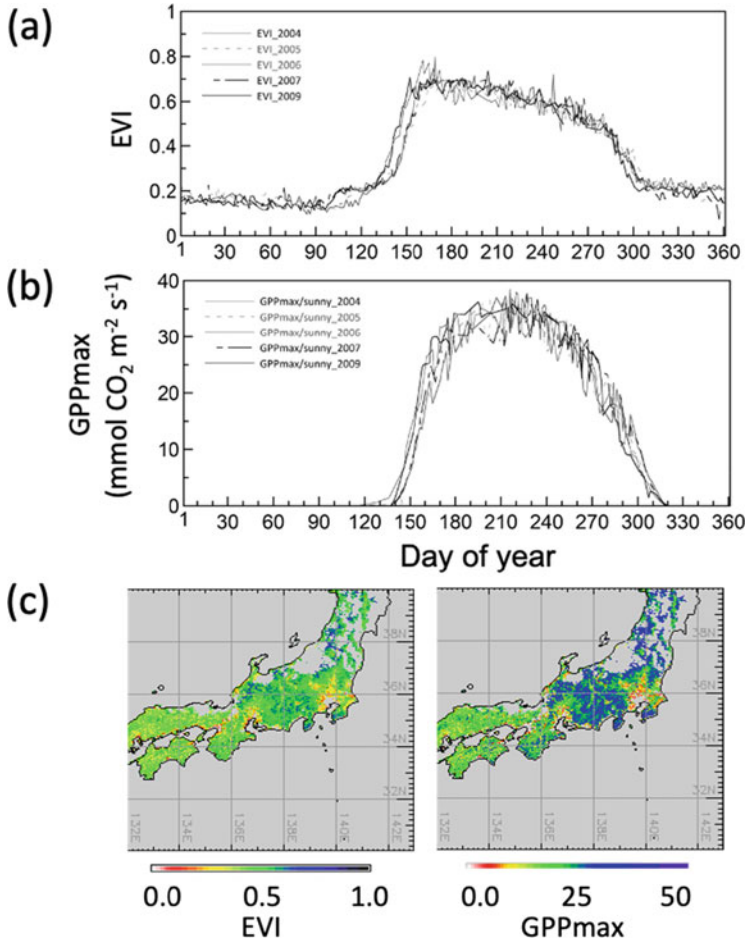 (a)
EVI_2004
EVI_2005
EVI_2006
EVI_2007
EVI_2009
EVI
1
0.8
0.6
0.4
0.2
0
1 30 60 90 120 150 180 210 240 270 300 330 360
(b)
GPPmax/sunny_2004
GPPmax/sunny_2005
GPPmax/sunny_2006
GPPmax/sunny_2007
GPPmax/sunny_2009
GPPmax
(mmol CO₂ m⁻² s⁻¹)
40
30
20
10
0
1 30 60 90 120 150 180 210 240 270 300 330 360
Day of year
(c)
38N
36N
34N
32N
132E 134E 136E 138E 140E 142E
0.0 0.5 1.0
EVI
38N
36N
34N
32N
132E 134E 136E 138E 140E 142E
0.0 25 50
GPPmax